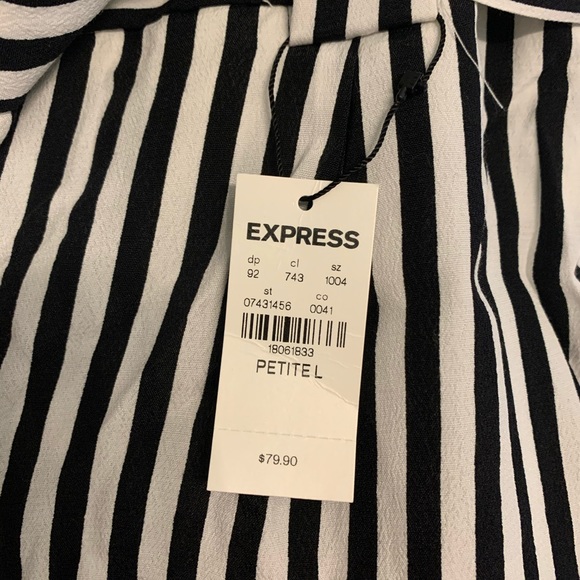 EXPRESS
dp cl sz
92 743 1004
st co
07431456 0041
18061833
PETITE L
$79.90